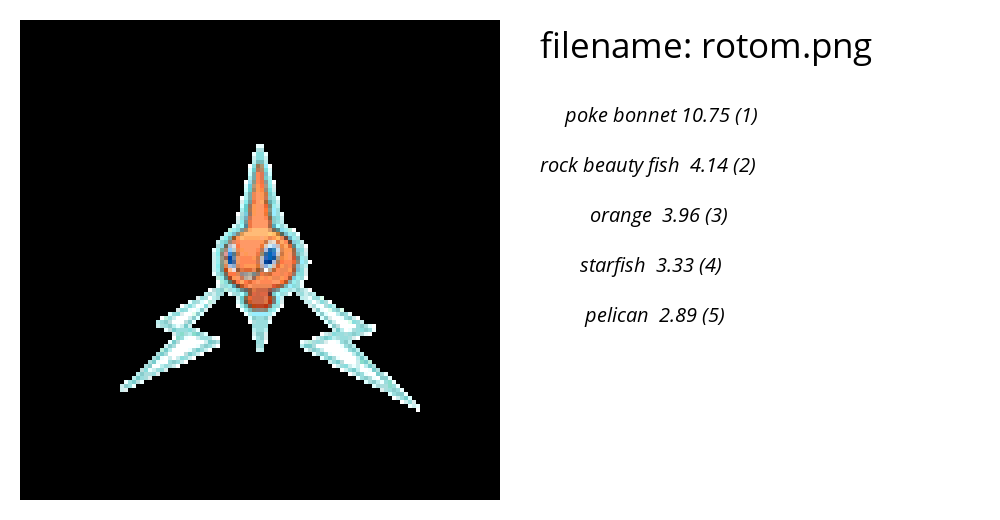 filename: rotom.png
poke bonnet 10.75 (1)
rock beauty fish 4.14 (2)
orange 3.96 (3)
starfish 3.33 (4)
pelican 2.89 (5)